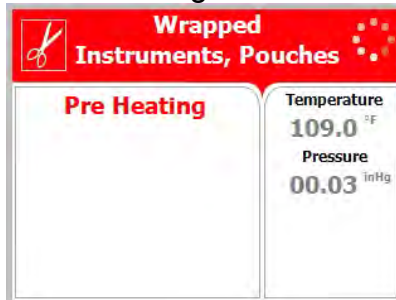 Wrapped
Instruments, Pouches
Pre Heating
Temperature
109.0 °F
Pressure
00.03 inHg